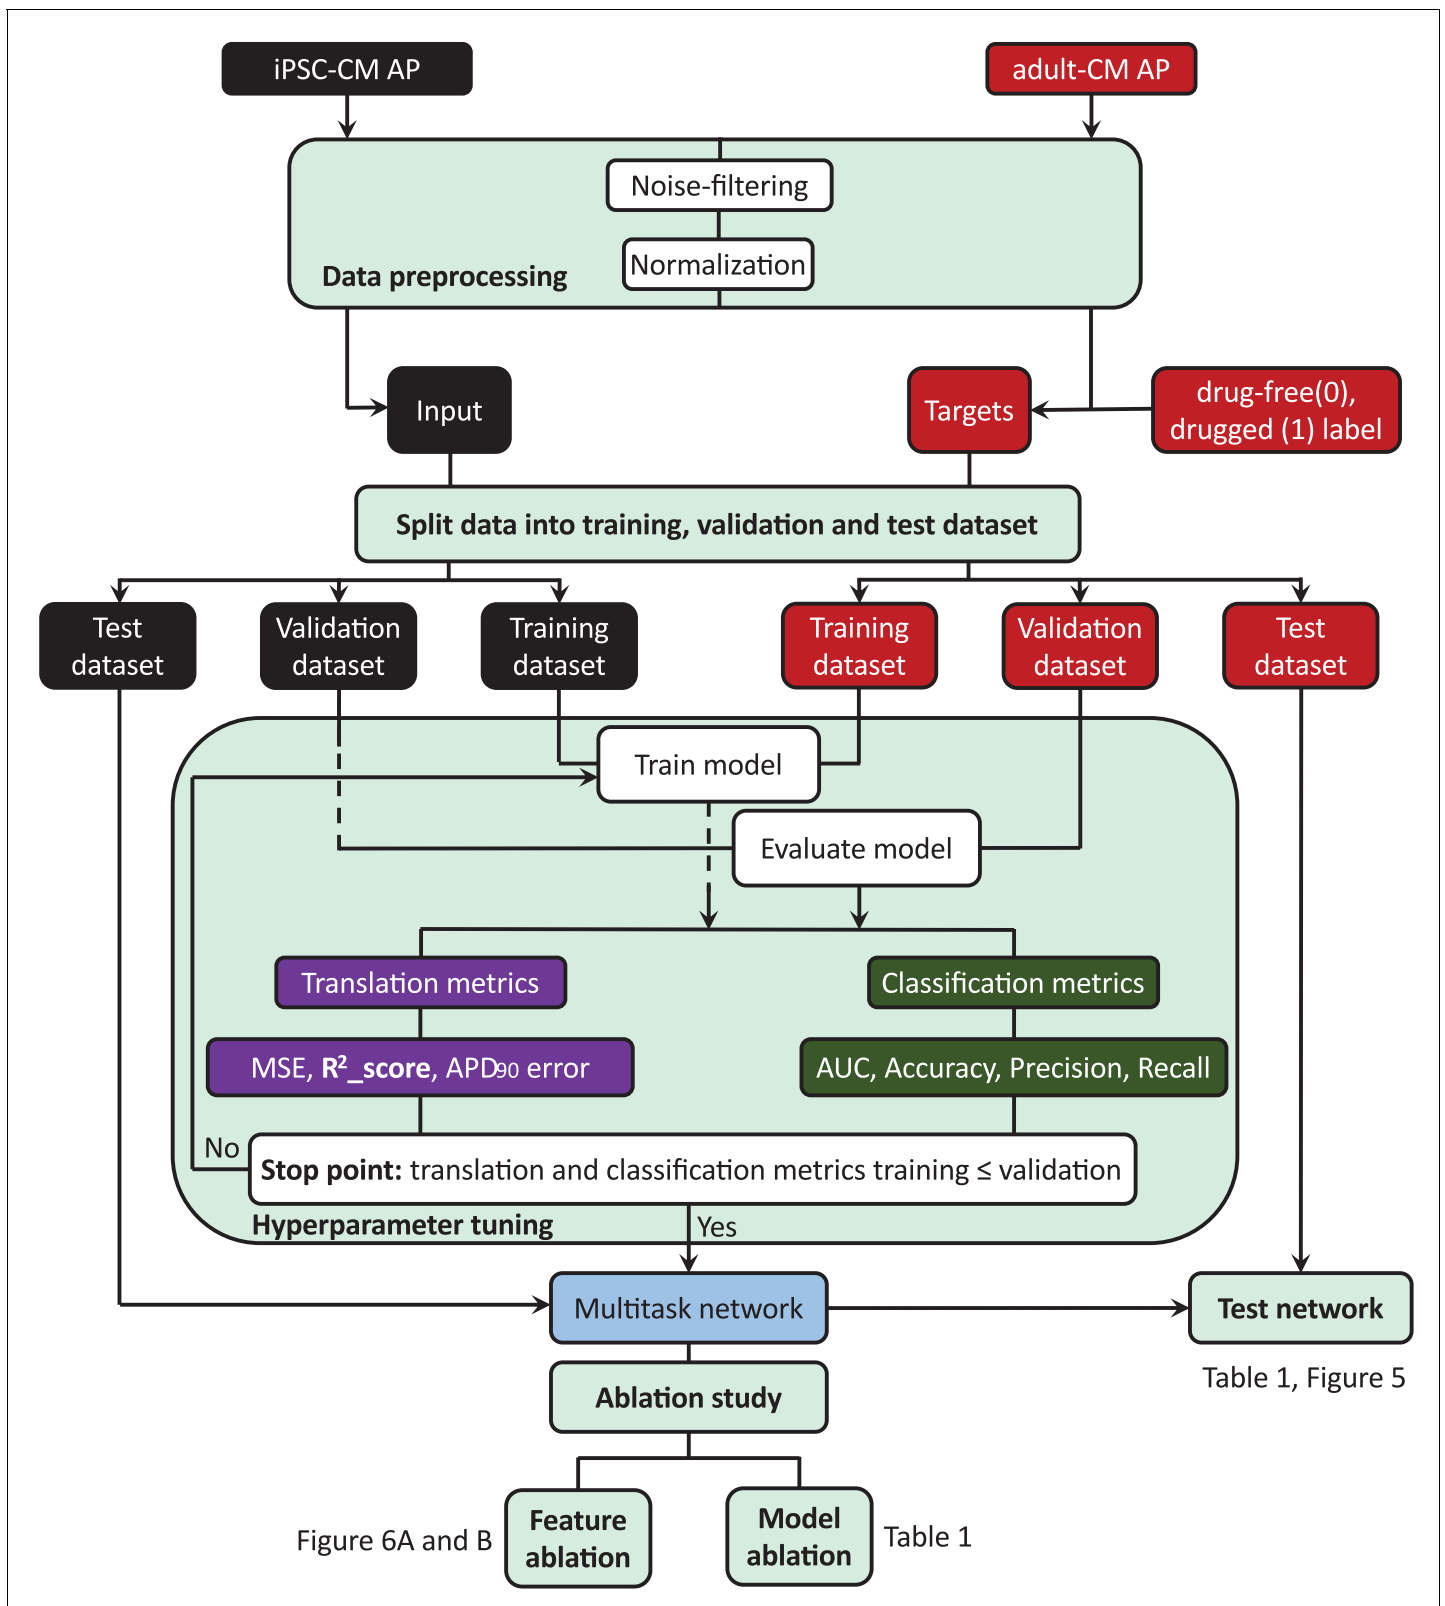 iPSC-CM AP
adult-CM AP
Noise-filtering
Normalization
Data preprocessing
Input
Targets
drug-free(0),
drugged (1) label
Split data into training, validation and test dataset
Test
dataset
Validation
dataset
Training
dataset
Training
dataset
Validation
dataset
Test
dataset
Train model
Evaluate model
Translation metrics
Classification metrics
MSE, R²_score, APD90 error
AUC, Accuracy, Precision, Recall
No
Stop point: translation and classification metrics training ≤ validation
Hyperparameter tuning
Yes
Multitask network
Test network
Table 1, Figure 5
Ablation study
Figure 6A and B
Feature
ablation
Model
ablation
Table 1